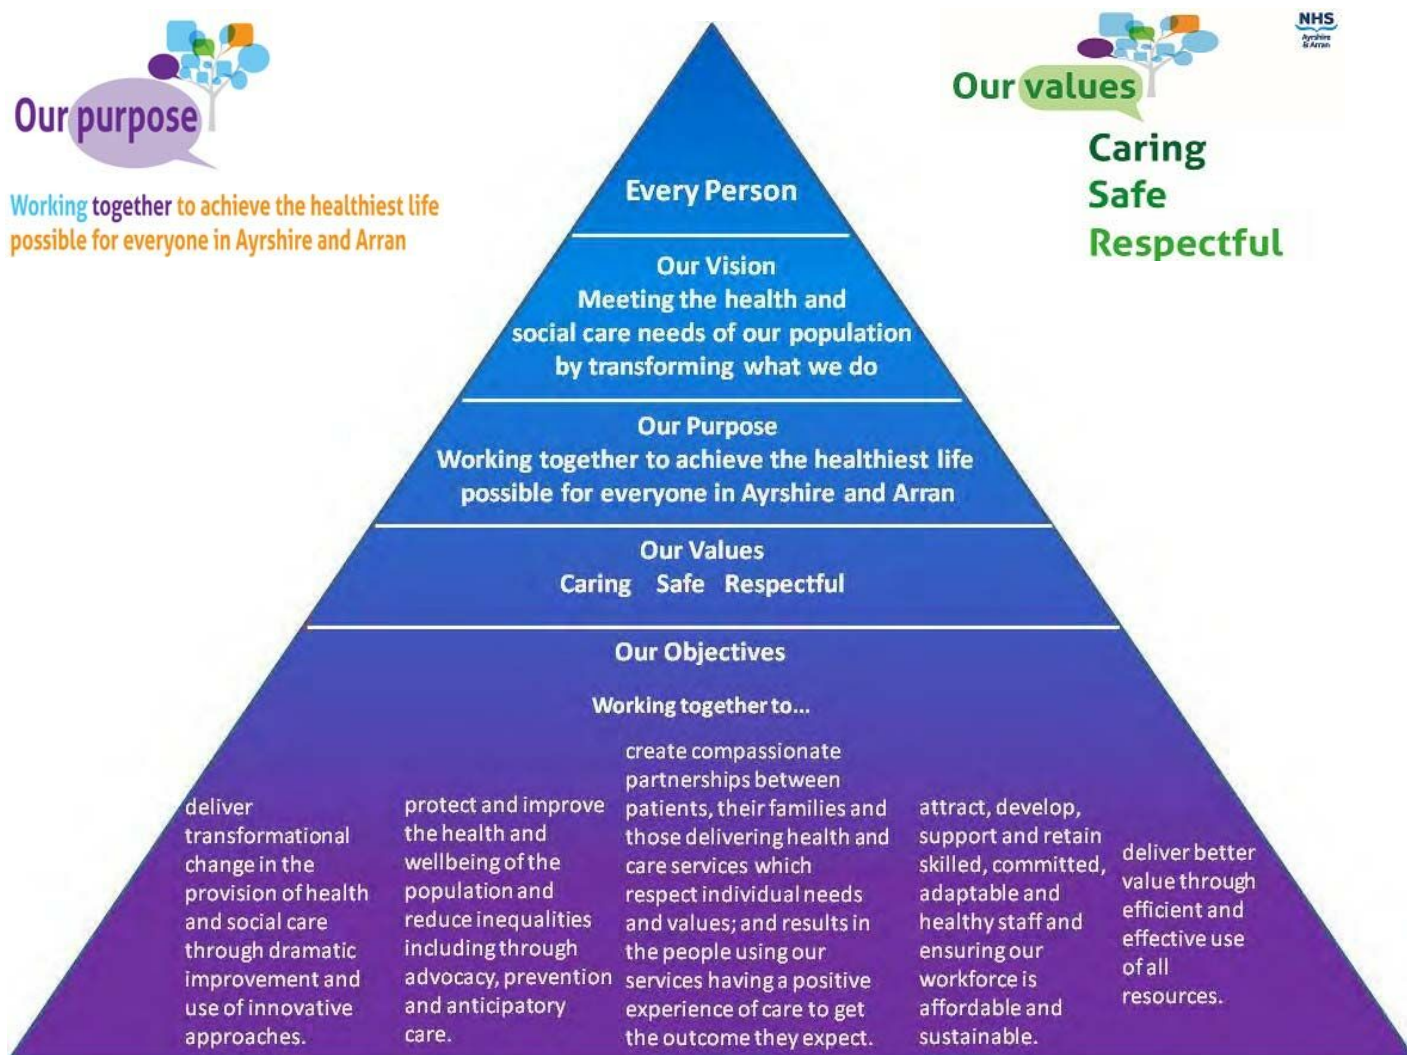 Our purpose
Working together to achieve the healthiest life
possible for everyone in Ayrshire and Arran
Our values
Caring
Safe
Respectful
NHS
Ayrshire
& Arran
Every Person
Our Vision
Meeting the health and
social care needs of our population
by transforming what we do
Our Purpose
Working together to achieve the healthiest life
possible for everyone in Ayrshire and Arran
Our Values
Caring Safe Respectful
Our Objectives
Working together to...
deliver
transformational
change in the
provision of health
and social care
through dramatic
improvement and
use of innovative
approaches.
protect and improve
the health and
wellbeing of the
population and
reduce inequalities
including through
advocacy, prevention
and anticipatory
care.
create compassionate
partnerships between
patients, their families and
those delivering health and
care services which
respect individual needs
and values; and results in
the people using our
services having a positive
experience of care to get
the outcome they expect.
attract, develop,
support and retain
skilled, committed,
adaptable and
healthy staff and
ensuring our
workforce is
affordable and
sustainable.
deliver better
value through
efficient and
effective use
of all
resources.